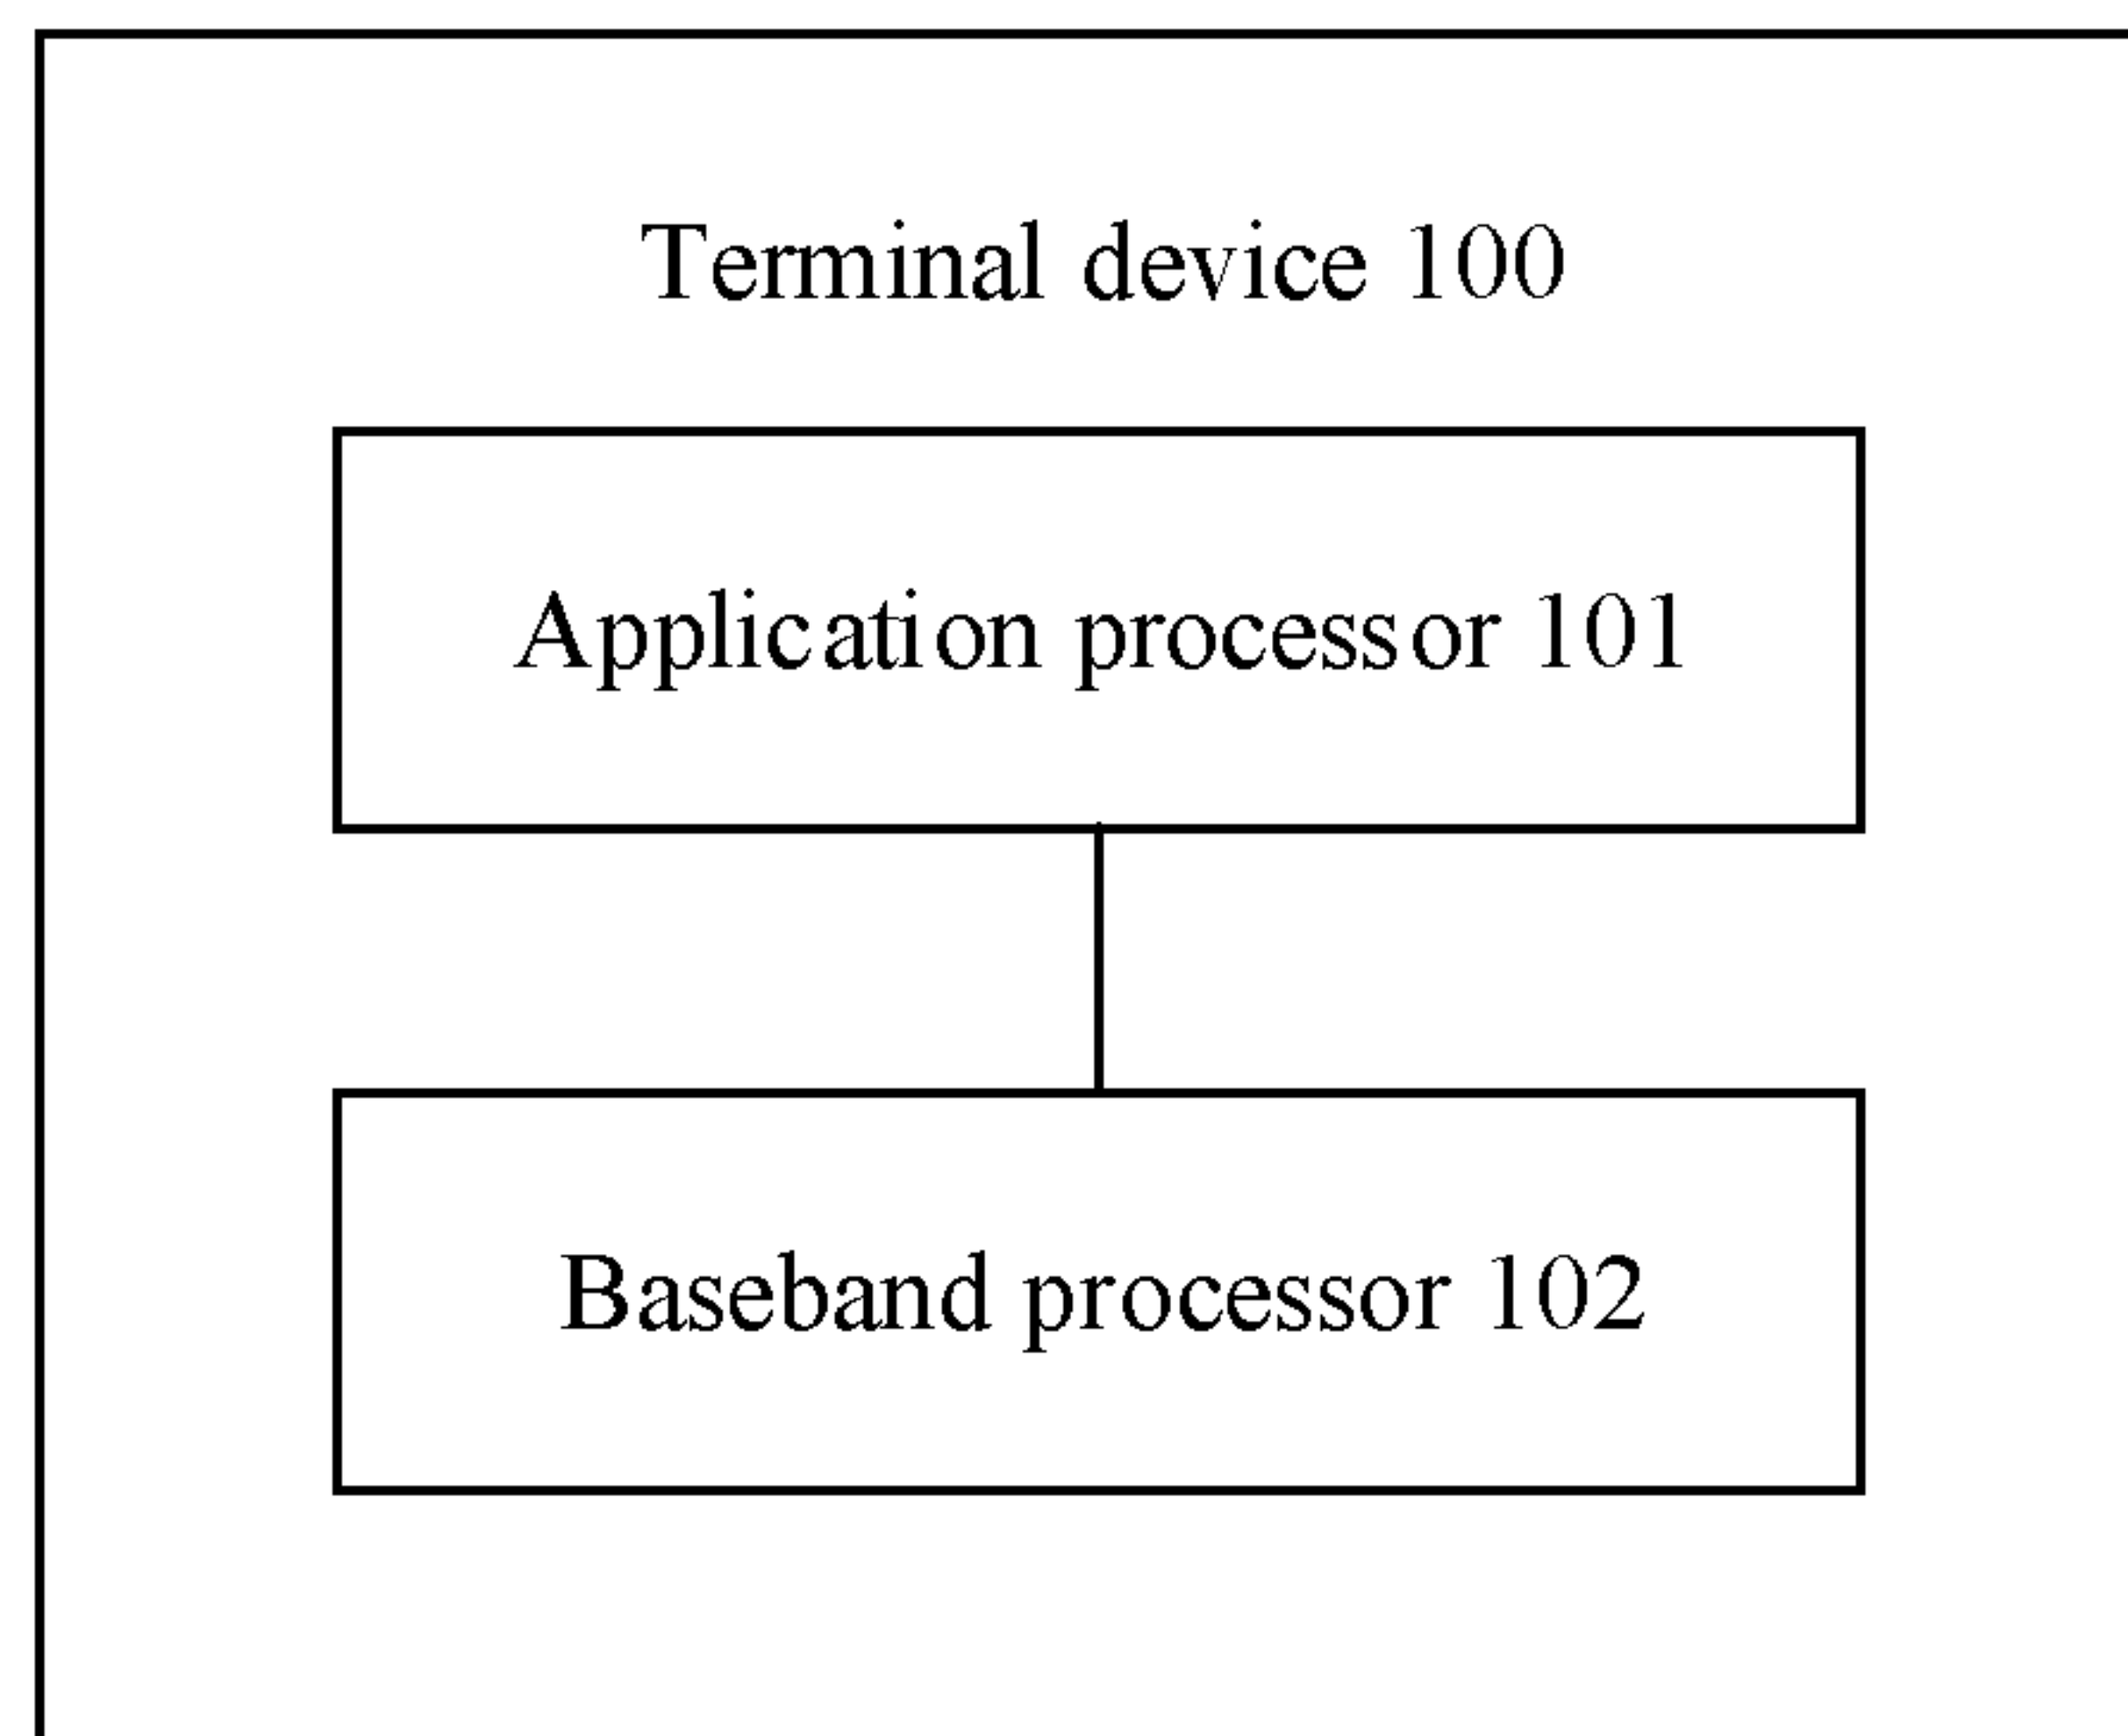 Terminal device 100
Application processor 101
Baseband processor 102